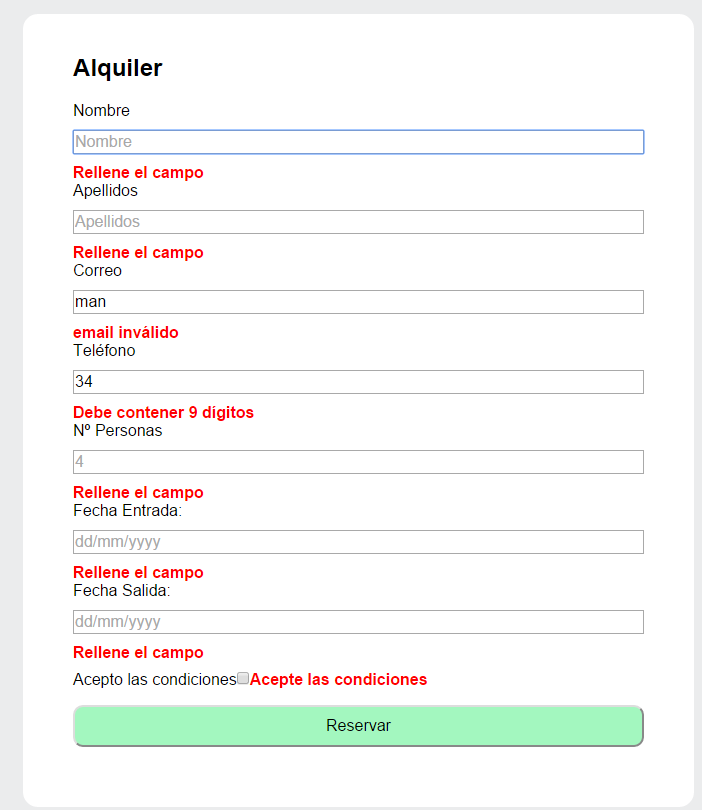 Alquiler
Nombre
Nombre
Rellene el campo
Apellidos
Apellidos
Rellene el campo
Correo
man
email inválido
Teléfono
34
Debe contener 9 dígitos
Nº Personas
4
Rellene el campo
Fecha Entrada:
dd/mm/yyyy
Rellene el campo
Fecha Salida:
dd/mm/yyyy
Rellene el campo
Acepto las condiciones Acepte las condiciones
Reservar